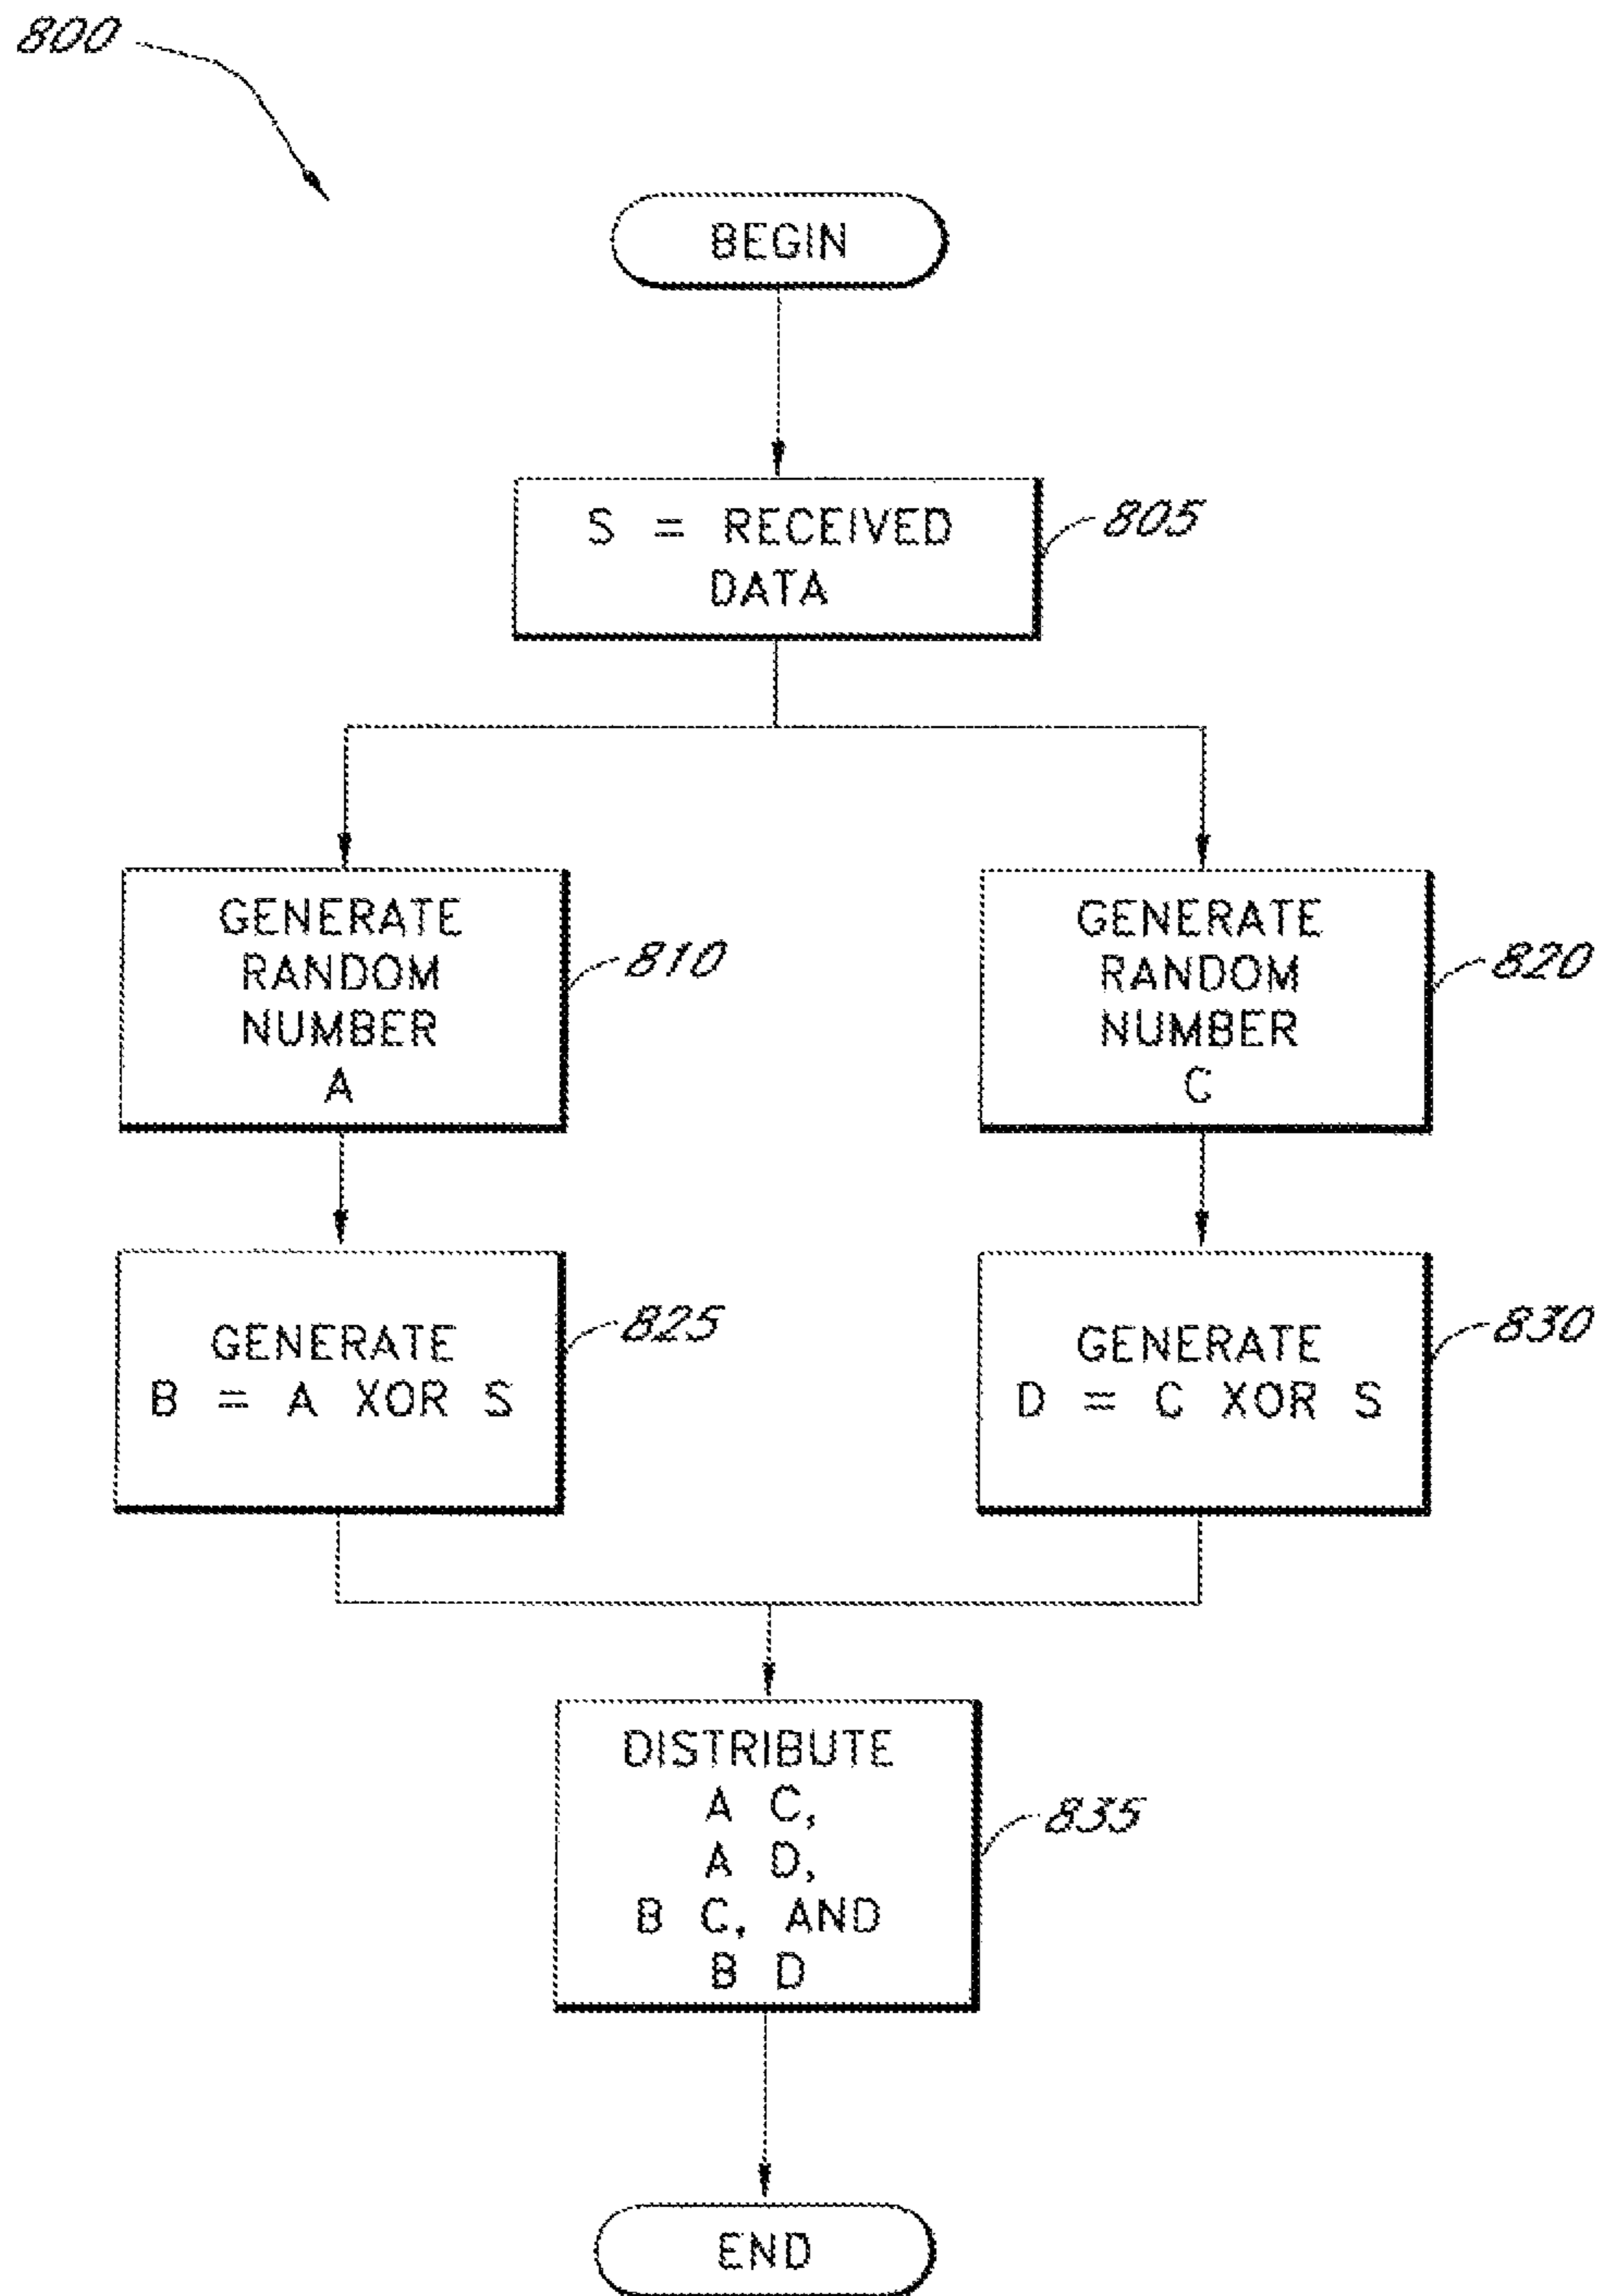 800
BEGIN
S = RECEIVED
DATA
805
GENERATE
RANDOM
NUMBER
A
810
GENERATE
RANDOM
NUMBER
C
820
GENERATE
B = A XOR S
825
GENERATE
D = C XOR S
830
DISTRIBUTE
A C,
A D,
B C, AND
B D
835
END